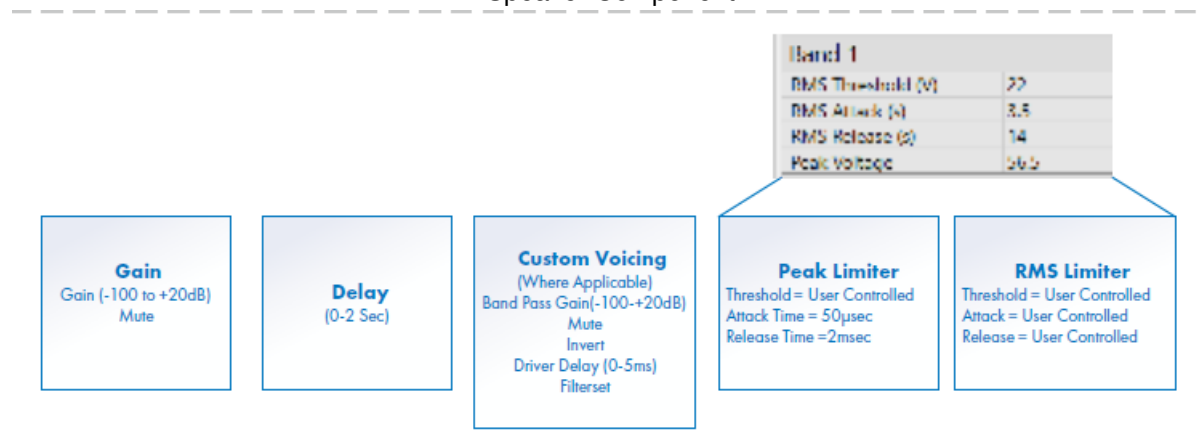 Band 1
RMS Threshold (V) 22
RMS Attack (s) 3.5
RMS Release (s) 14
Peak Voltage 56.5
Gain
Gain (-100 to +20dB)
Mute
Delay
(0-2 Sec)
Custom Voicing
(Where Applicable)
Band Pass Gain(-100-+20dB)
Mute
Invert
Driver Delay (0-5ms)
Filterset
Peak Limiter
Threshold = User Controlled
Attack Time = 50µsec
Release Time =2msec
RMS Limiter
Threshold = User Controlled
Attack = User Controlled
Release = User Controlled